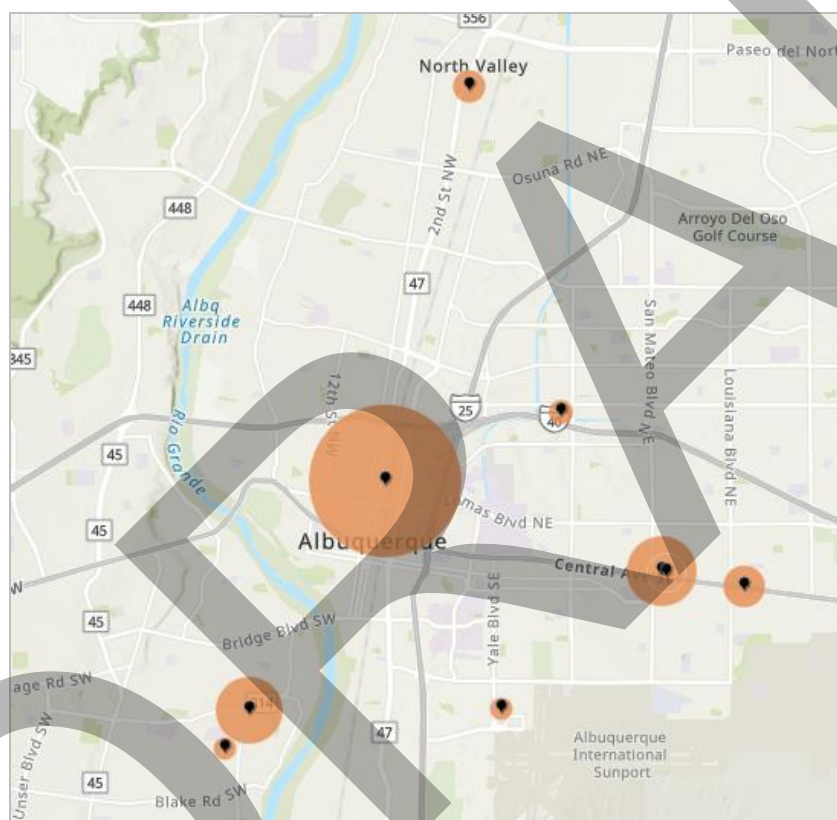 556
Paseo del Nort
North Valley
Osuna Rd NE
2nd St NW
448
Arroyo Del Oso
Golf Course
47
448
Albq
Riverside
Drain
San Mateo Blvd NE
345
12th St NW
Louisiana Blvd NE
25
40
Rio Grande
45
45
Lomas Blvd NE
Albuquerque
Central Ave
W
Yale Blvd SE
45
Bridge Blvd SW
age Rd SW
314
Unser Blvd SW
47
Albuquerque
International
Sunport
45
Blake Rd SW